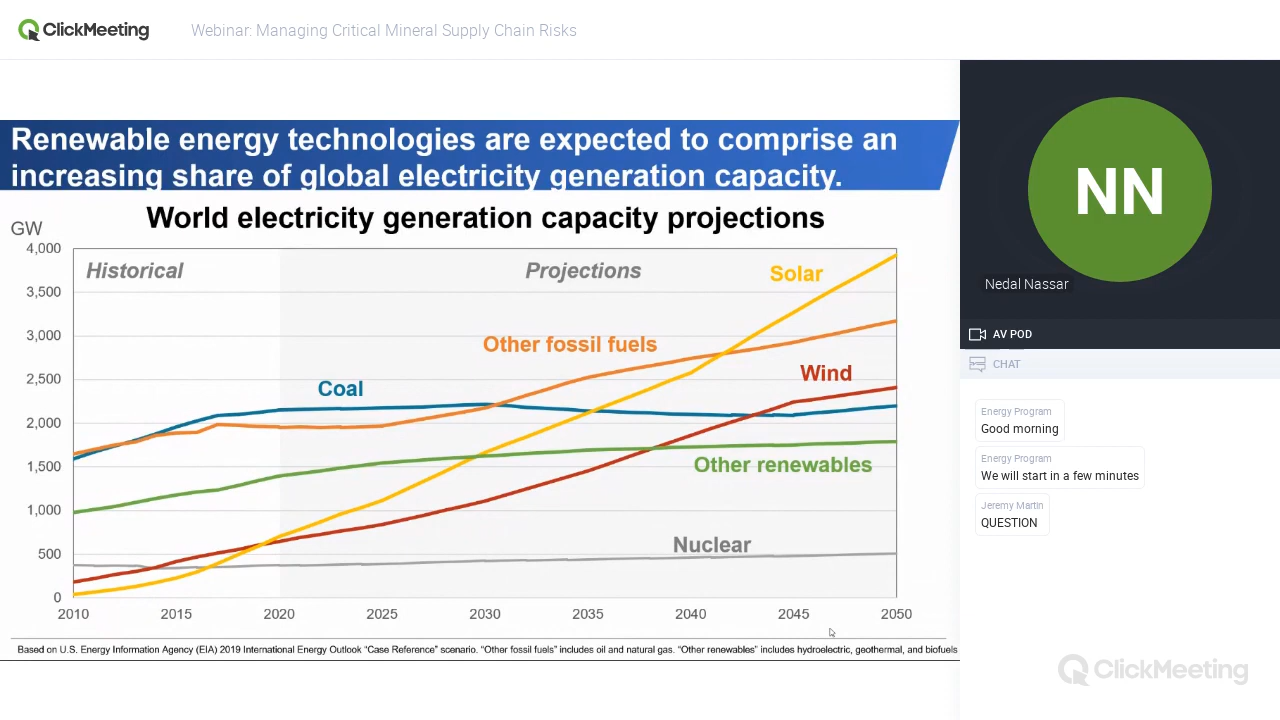 ClickMeeting
Webinar: Managing Critical Mineral Supply Chain Risks
Renewable energy technologies are expected to comprise an
increasing share of global electricity generation capacity.
World electricity generation capacity projections
GW
4,000
3,500
3,000
2,500
2,000
1,500
1,000
500
0
Historical
Projections
Solar
Other fossil fuels
Wind
Coal
Other renewables
Nuclear
2010 2015 2020 2025 2030 2035 2040 2045 2050
Based on U.S. Energy Information Agency (EIA) 2019 International Energy Outlook “Case Reference” scenario. “Other fossil fuels” includes oil and natural gas. “Other renewables” includes hydroelectric, geothermal, and biofuels
NN
Nedal Nassar
AV POD
CHAT
Energy Program
Good morning
Energy Program
We will start in a few minutes
Jeremy Martin
QUESTION
ClickMeeting